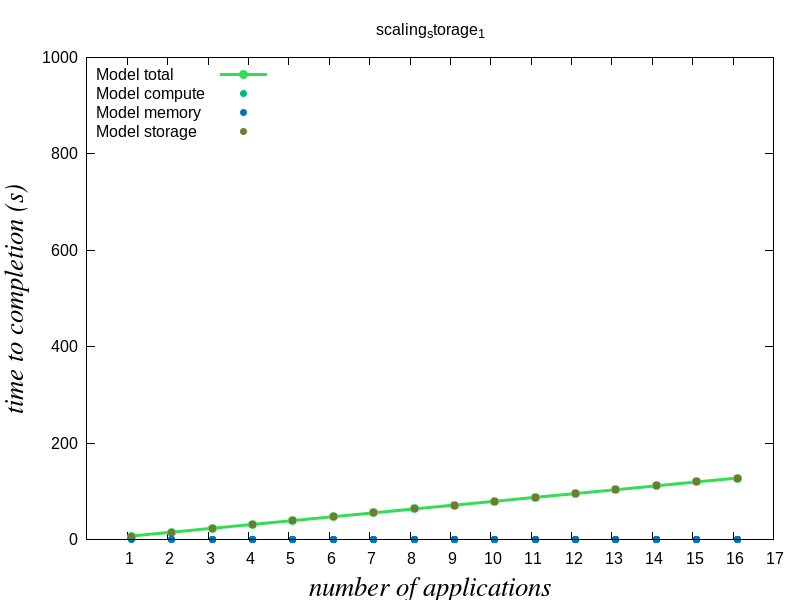 scaling_storage_1
1000
Model total
Model compute
Model memory
Model storage
800
600
400
200
0
time to completion (s)
1 2 3 4 5 6 7 8 9 10 11 12 13 14 15 16 17
number of applications